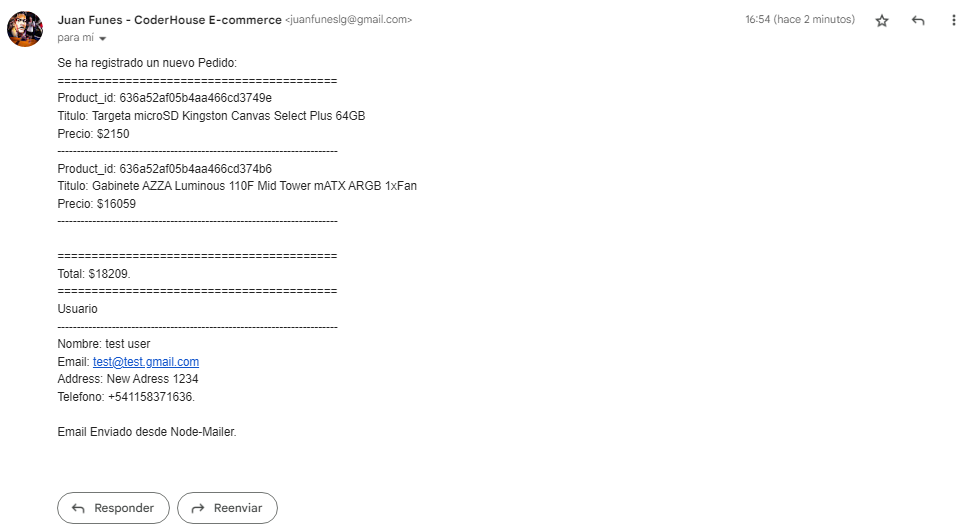 Juan Funes - CoderHouse E-commerce <juanfuneslg@gmail.com> 16:54 (hace 2 minutos)
para mí
Se ha registrado un nuevo Pedido:
=========================================
Product_id: 636a52af05b4aa466cd3749e
Titulo: Targeta microSD Kingston Canvas Select Plus 64GB
Precio: $2150
-----------------------------------------------------------------------
Product_id: 636a52af05b4aa466cd374b6
Titulo: Gabinete AZZA Luminous 110F Mid Tower mATX ARGB 1xFan
Precio: $16059
-----------------------------------------------------------------------
=========================================
Total: $18209.
=========================================
Usuario
-----------------------------------------------------------------------
Nombre: test user
Email: test@test.gmail.com
Address: New Adress 1234
Telefono: +541158371636.
Email Enviado desde Node-Mailer.
Responder Reenviar